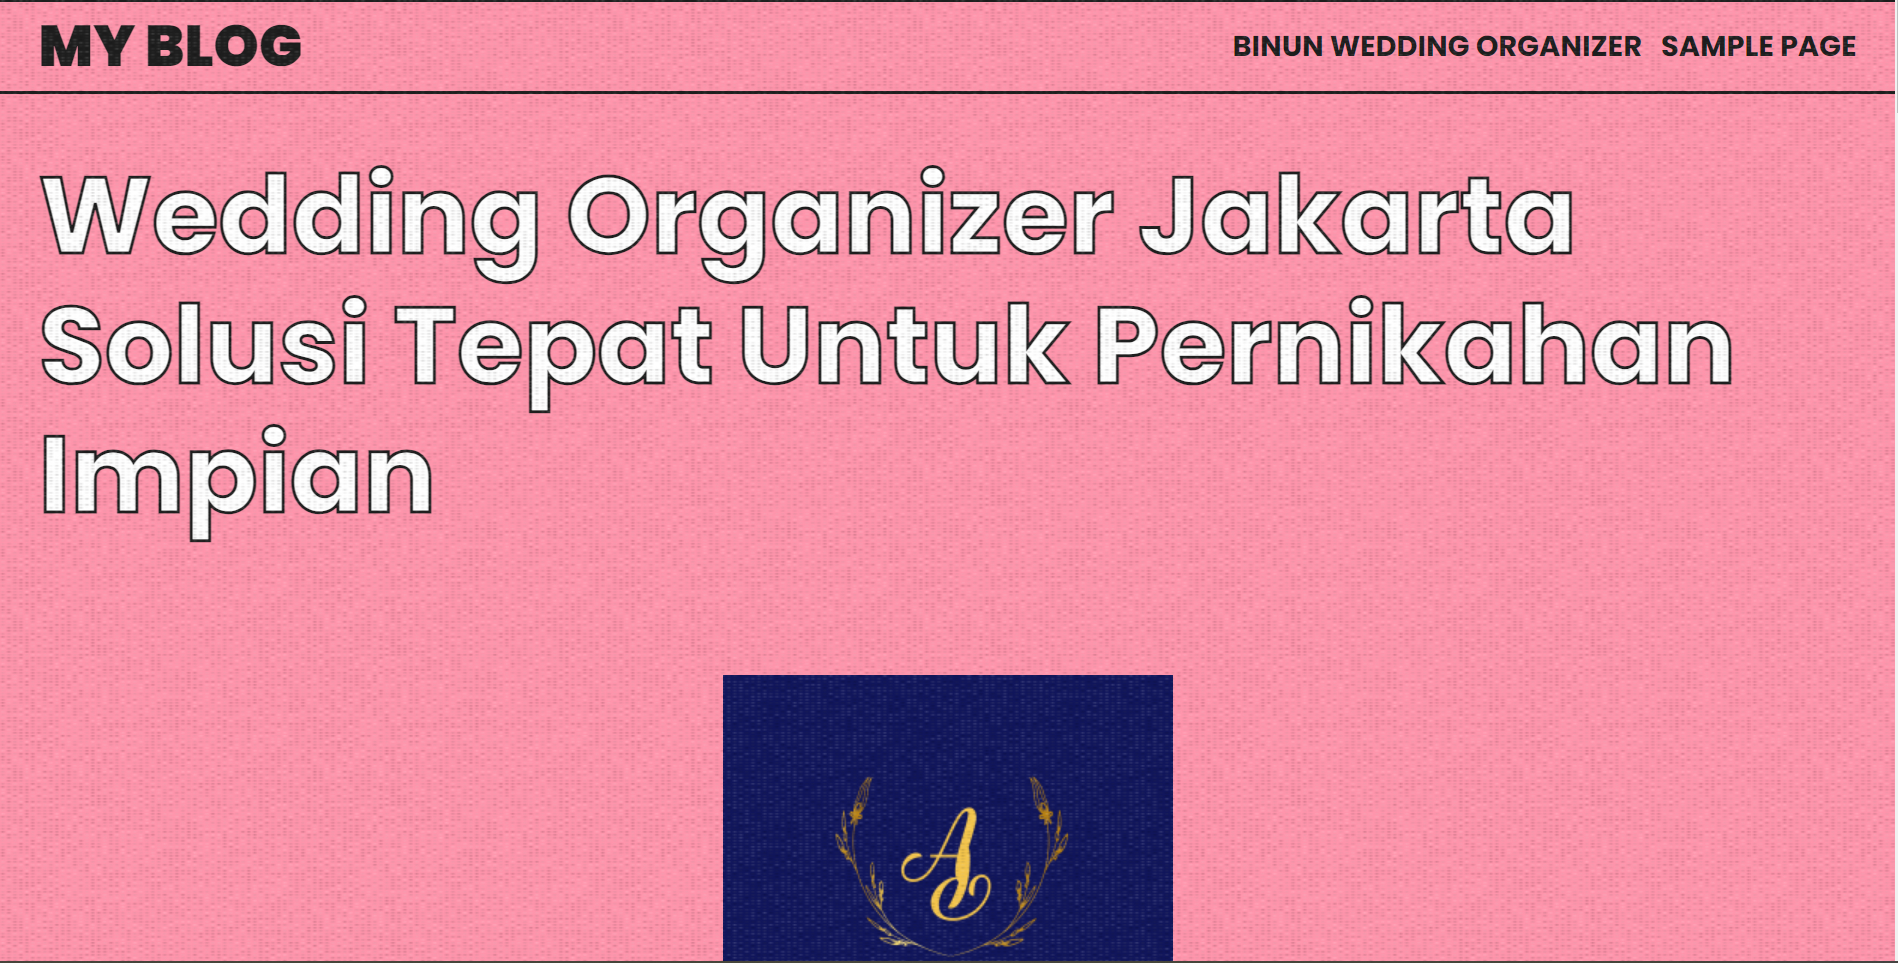 MY BLOG
BINUN WEDDING ORGANIZER SAMPLE PAGE
Wedding Organizer Jakarta
Solusi Tepat Untuk Pernikahan
Impian